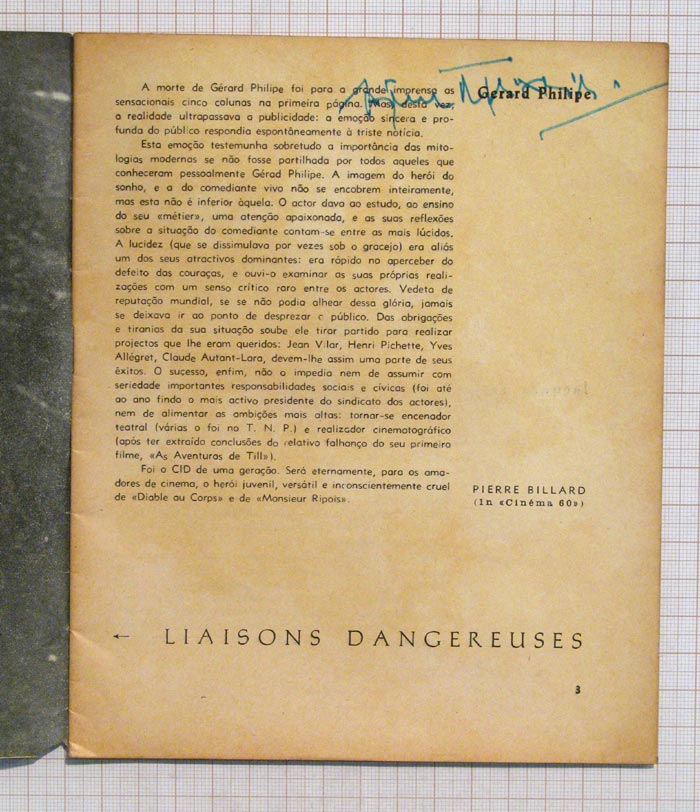 Gérard Philipe
A morte de Gérard Philipe foi para a grande imprensa as
sensacionais cinco colunas na primeira página. Mas, desta vez,
a realidade ultrapassava a publicidade: a emoção sincera e pro-
funda do público respondia espontâneamente à triste notícia.
Esta emoção testemunha sobretudo a importância das mito-
logias modernas se não fosse partilhada por todos aqueles que
conheceram pessoalmente Gérad Philipe. A imagem do herói do
sonho, e a do comediante vivo não se encobrem inteiramente,
mas esta não é inferior àquela. O actor dava ao estudo, ao ensino
do seu «métier», uma atenção apaixonada, e as suas reflexões
sobre a situação do comediante contam-se entre as mais lúcidas.
A lucidez (que se dissimulava por vezes sob o gracejo) era aliás
um dos seus atractivos dominantes: era rápido no aperceber do
defeito das couraças, e ouvi-o examinar as suas próprias reali-
zações com um senso crítico raro entre os actores. Vedeta de
reputação mundial, se se não podia alhear dessa glória, jamais
se deixava ir ao ponto de desprezar o público. Das obrigações
e tiranias da sua situação soube ele tirar partido para realizar
projectos que lhe eram queridos: Jean Vilar, Henri Pichette, Yves
Allégret, Claude Autant-Lara, devem-lhe assim uma parte de seus
êxitos. O sucesso, enfim, não o impedia nem de assumir com
seriedade importantes responsabilidades sociais e cívicas (foi até
ao ano findo o mais activo presidente do sindicato dos actores),
nem de alimentar as ambições mais altas: tornar-se encenador
teatral (várias o foi no T. N. P.) e realizador cinematográfico
(após ter extraído conclusões do relativo falhanço do seu primeiro
filme, «As Aventuras de Till»).
Foi o CID de uma geração. Será eternamente, para os ama-
dores de cinema, o herói juvenil, versátil e inconscientemente cruel
de «Diable au Corps» e de «Monsieur Ripois».
PIERRE BILLARD
(In «Cinéma 60»)
← LIAISONS DANGEREUSES
3